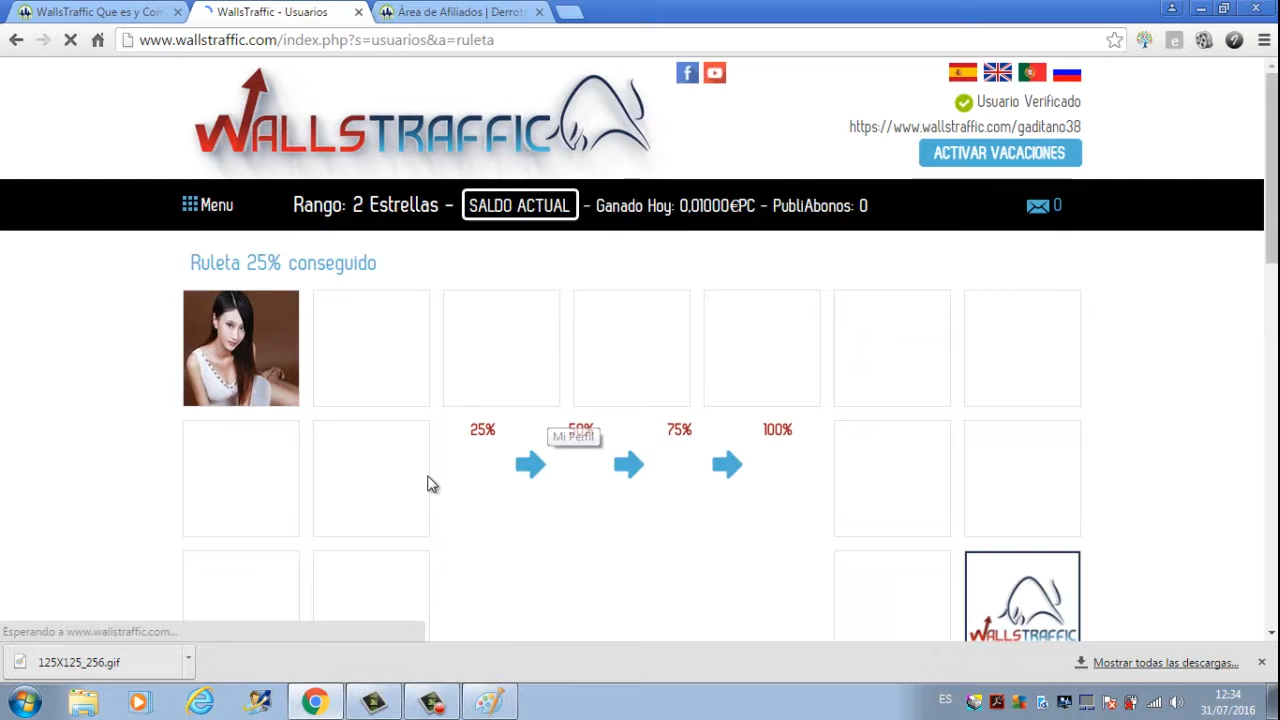 WallsTraffic Que es y Com
WallsTraffic - Usuarios
Área de Afiliados | Derrota
www.wallstraffic.com/index.php?s=usuarios&a=ruleta
WALLSTRAFFIC
Usuario Verificado
https://www.wallstraffic.com/gaditano38
ACTIVAR VACACIONES
Menu
Rango: 2 Estrellas - SALDO ACTUAL - Ganado Hoy: 0,01000€PC - PubliAbonos: 0
0
Ruleta 25% conseguido
25%
50%
75%
100%
Mi Perfil
WALLSTRAFFIC
Esperando a www.wallstraffic.com...
125X125_256.gif
Mostrar todas las descargas...
ES
12:34
31/07/2016